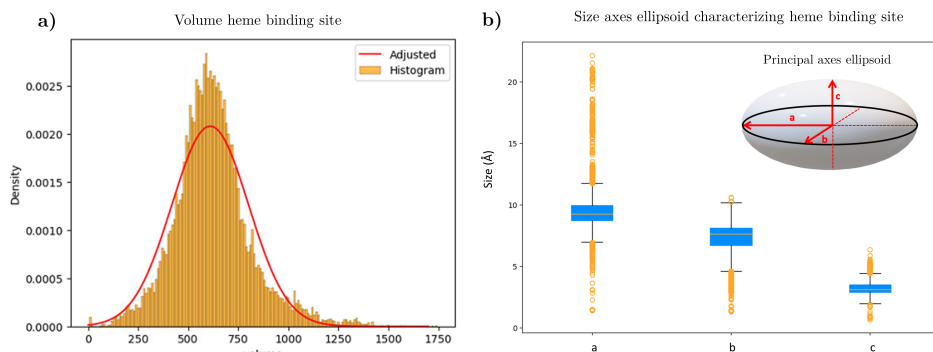 a)
Volume heme binding site
Adjusted
Histogram
Density
0.0025
0.0020
0.0015
0.0010
0.0005
0.0000
0
250
500
750
1000
1250
1500
1750
b)
Size axes ellipsoid characterizing heme binding site
Principal axes ellipsoid
a
b
c
Size (Å)
20
15
10
5
0
a
b
c